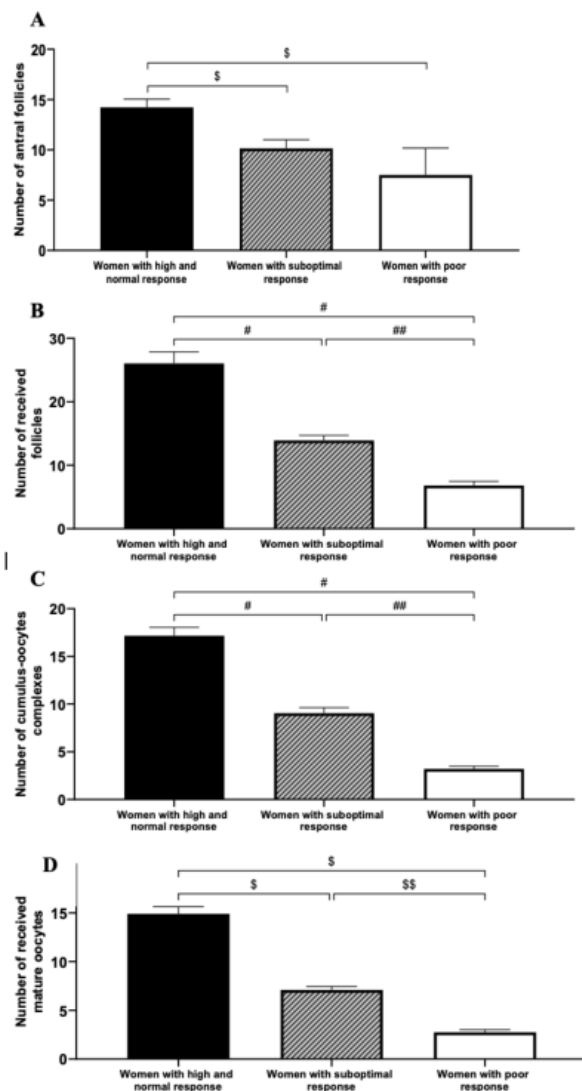 A
$
$
Number of antral follicles
20
15
10
5
0
Women with high and
normal response
Women with suboptimal
response
Women with poor
response
B
#
#
##
Number of received
follicles
30
20
10
0
Women with high and
normal response
Women with suboptimal
response
Women with poor
response
C
#
#
##
Number of cumulus-oocytes
complexes
20
15
10
5
0
Women with high and
normal response
Women with suboptimal
response
Women with poor
response
D
$
$
$$
Number of received
mature oocytes
15
10
5
0
Women with high and
normal response
Women with suboptimal
response
Women with poor
response